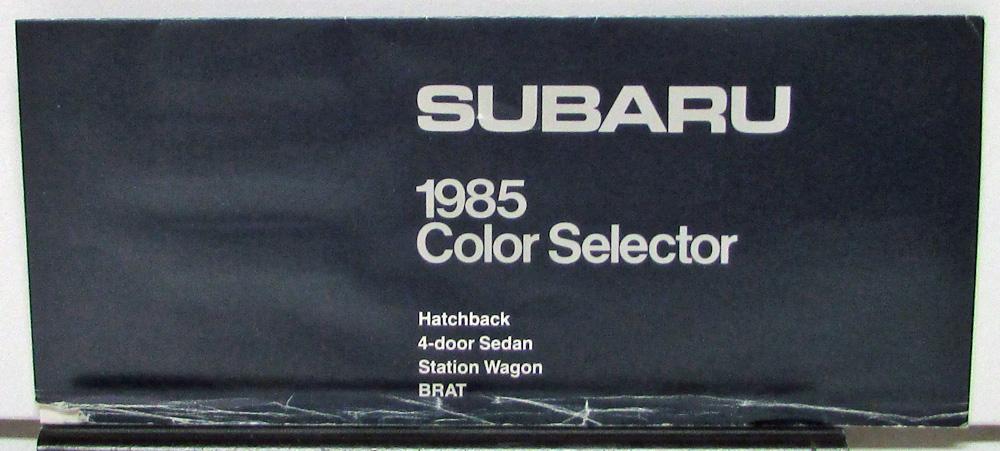 SUBARU
1985
Color Selector
Hatchback
4-door Sedan
Station Wagon
BRAT